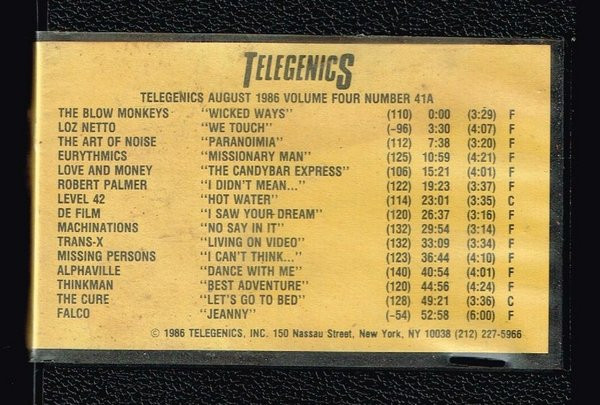 TELEGENICS
TELEGENICS AUGUST 1986 VOLUME FOUR NUMBER 41A
THE BLOW MONKEYS "WICKED WAYS" (110) 0:00 (3:29) F
LOZ NETTO "WE TOUCH" (-96) 3:30 (4:07) F
THE ART OF NOISE "PARANOIMIA" (112) 7:38 (3:20) F
EURYTHMICS "MISSIONARY MAN" (125) 10:59 (4:21) F
LOVE AND MONEY "THE CANDYBAR EXPRESS" (106) 15:21 (4:01) F
ROBERT PALMER "I DIDN'T MEAN..." (122) 19:23 (3:37) F
LEVEL 42 "HOT WATER" (114) 23:01 (3:35) C
DE FILM "I SAW YOUR DREAM" (120) 26:37 (3:16) F
MACHINATIONS "NO SAY IN IT" (132) 29:54 (3:14) F
TRANS-X "LIVING ON VIDEO" (132) 33:09 (3:34) F
MISSING PERSONS "I CAN'T THINK..." (123) 36:44 (4:10) F
ALPHAVILLE "DANCE WITH ME" (140) 40:54 (4:01) F
THINKMAN "BEST ADVENTURE" (120) 44:56 (4:24) F
THE CURE "LET'S GO TO BED" (128) 49:21 (3:36) C
FALCO "JEANNY" (-54) 52:58 (6:00) F
© 1986 TELEGENICS, INC. 150 Nassau Street, New York, NY 10038 (212) 227-5966